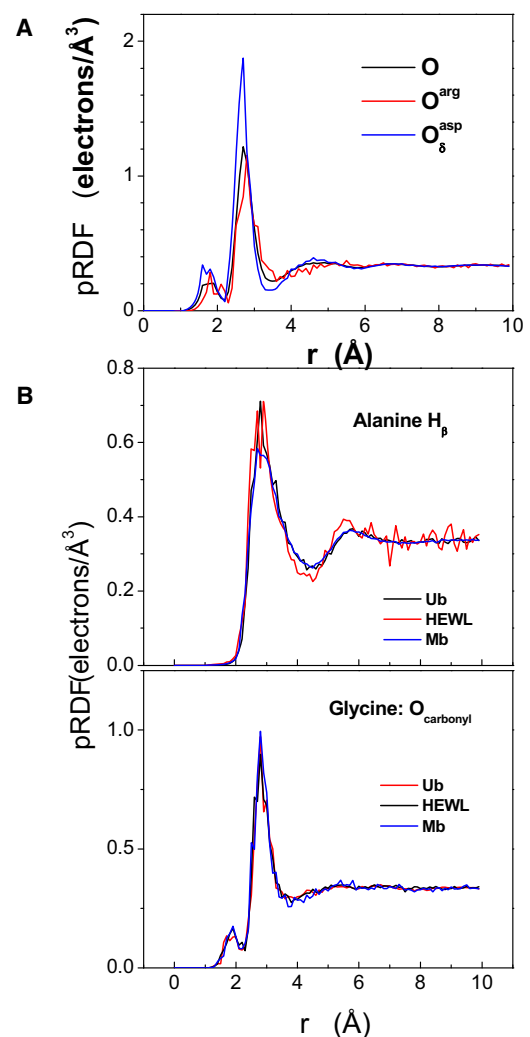 A
pRDF (electrons/Å³)
2
1
0
O
O^arg
O_δ^asp
0 2 4 6 8 10
r (Å)
B
pRDF(electrons/Å³)
0.8
0.6
0.4
0.2
0.0
Alanine H_β
Ub
HEWL
Mb
1.0
0.5
0.0
Glycine: O_carbonyl
Ub
HEWL
Mb
0 2 4 6 8 10
r (Å)